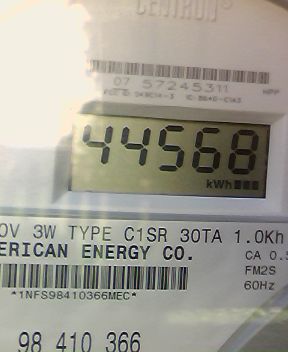 CENTRON®
07 57245311
44568
kWh
0V 3W TYPE C1SR 30TA 1.0Kh
ERICAN ENERGY CO.
CA 0.5
FM2S
*1NFS98410366MEC*
60Hz
98 410 366